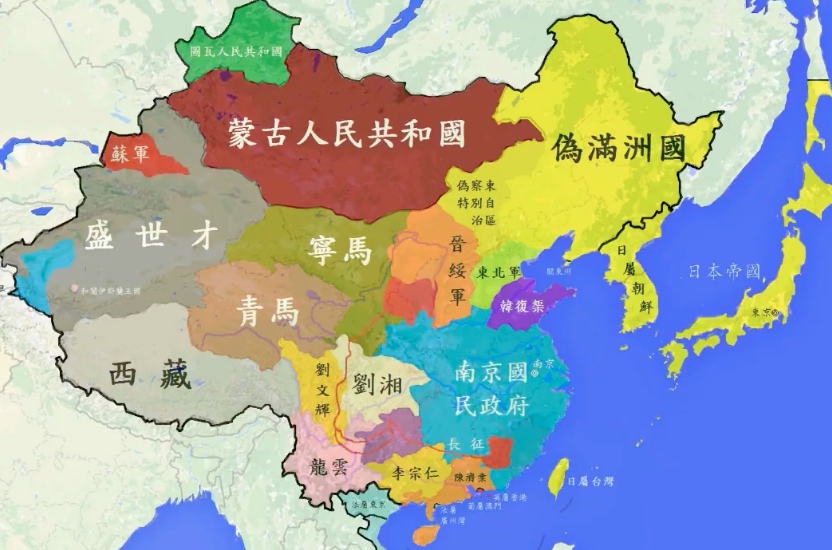 圖瓦人民共和國
蒙古人民共和國
偽滿洲國
蘇軍
偽察東
特別自
治區
盛世才
寧馬
晉
綏
軍
日
屬
朝
鮮
日本帝國
東北軍
關東州
和闐伊斯蘭王國
青馬
韓復榘
東京
西藏
劉
文
輝
劉湘
南京國
民政府
南京
長征
龍雲
李宗仁
陳濟棠
日屬台灣
英屬香港
葡屬澳門
法屬東京
法屬
廣州灣